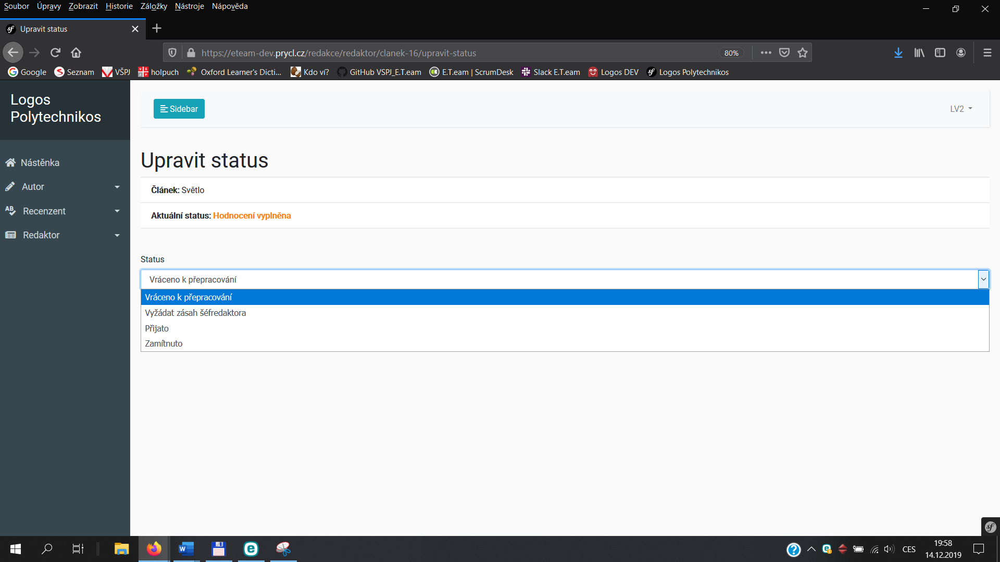 Soubor Úpravy Zobrazit Historie Záložky Nástroje Nápověda
Upravit status
https://eteam-dev.prycl.cz/redakce/redaktor/clanek-16/upravit-status 80%
Google Seznam VŠPJ holpuch Oxford Learner's Dicti... Kdo ví? GitHub VSPJ_E.T.eam E.T.eam | ScrumDesk Slack E.T.eam Logos DEV Logos Polytechnikos
Logos
Polytechnikos
Sidebar
LV2
Nástěnka
Autor
Recenzent
Redaktor
Upravit status
Článek: Světlo
Aktuální status: Hodnocení vyplněna
Status
Vráceno k přepracování
Vráceno k přepracování
Vyžádat zásah šéfredaktora
Přijato
Zamítnuto
CES
19:58
14.12.2019